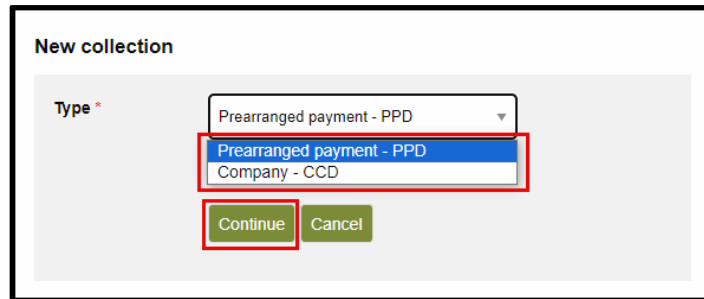 New collection
Type *
Prearranged payment - PPD
Prearranged payment - PPD
Company - CCD
Continue Cancel